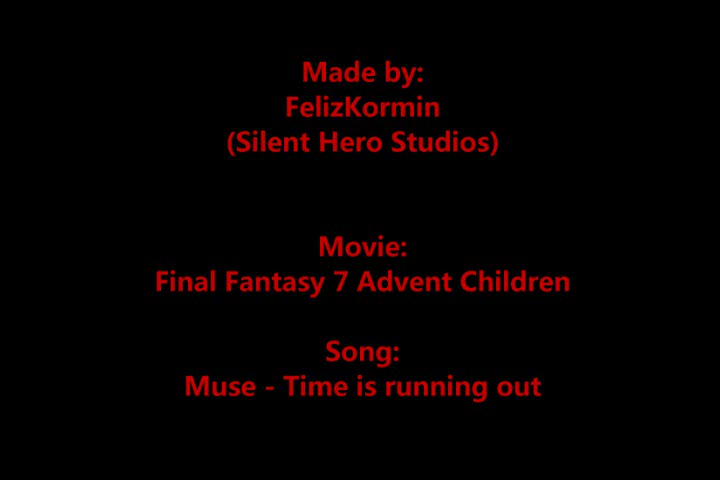 Made by:
FelizKormin
(Silent Hero Studios)
Movie:
Final Fantasy 7 Advent Children
Song:
Muse - Time is running out